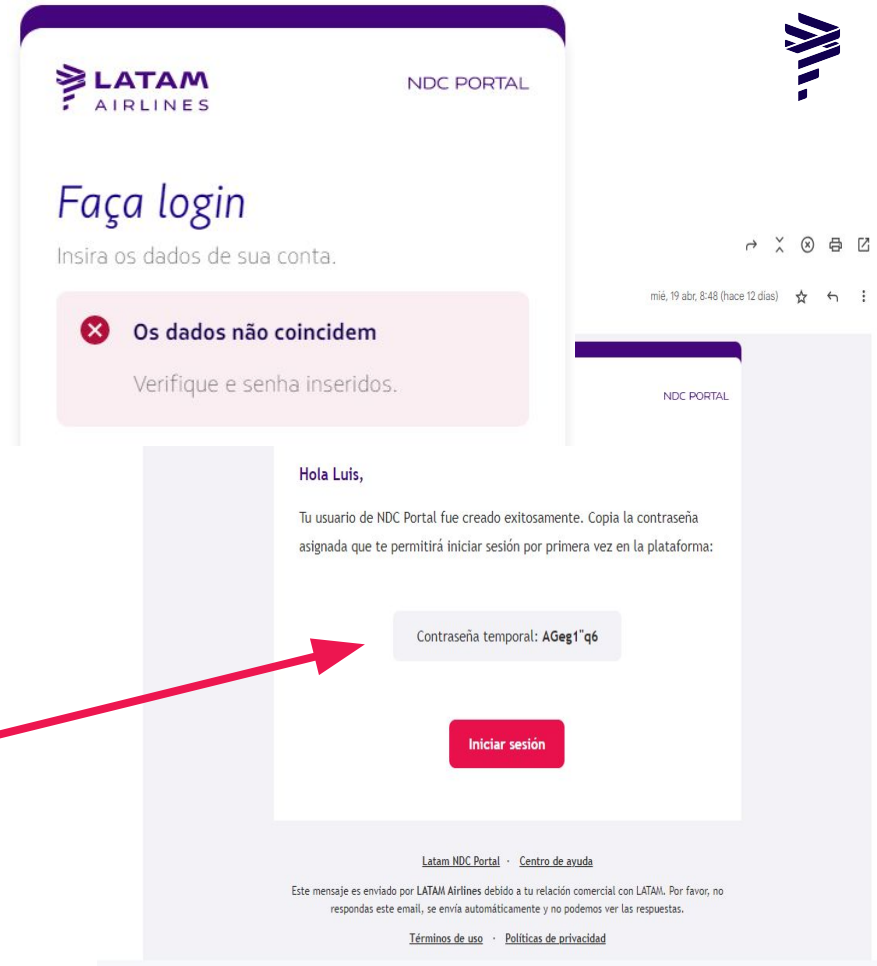 LATAM
AIRLINES
NDC PORTAL
Faça login
Insira os dados de sua conta.
Os dados não coincidem
Verifique e senha inseridos.
mié, 19 abr, 8:48 (hace 12 días)
NDC PORTAL
Hola Luis,
Tu usuario de NDC Portal fue creado exitosamente. Copia la contraseña
asignada que te permitirá iniciar sesión por primera vez en la plataforma:
Contraseña temporal: AGeg1"q6
Iniciar sesión
Latam NDC Portal · Centro de ayuda
Este mensaje es enviado por LATAM Airlines debido a tu relación comercial con LATAM. Por favor, no
respondas este email, se envía automáticamente y no podemos ver las respuestas.
Términos de uso · Políticas de privacidad